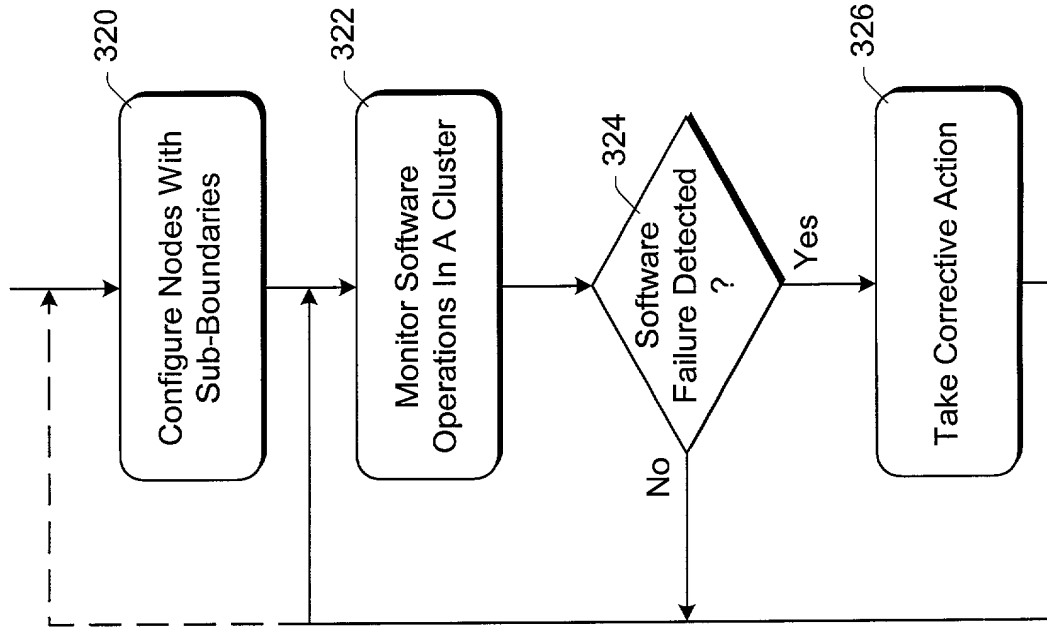 320
Configure Nodes With
Sub-Boundaries
322
Monitor Software
Operations In A Cluster
324
Software
Failure Detected
?
No
Yes
326
Take Corrective Action